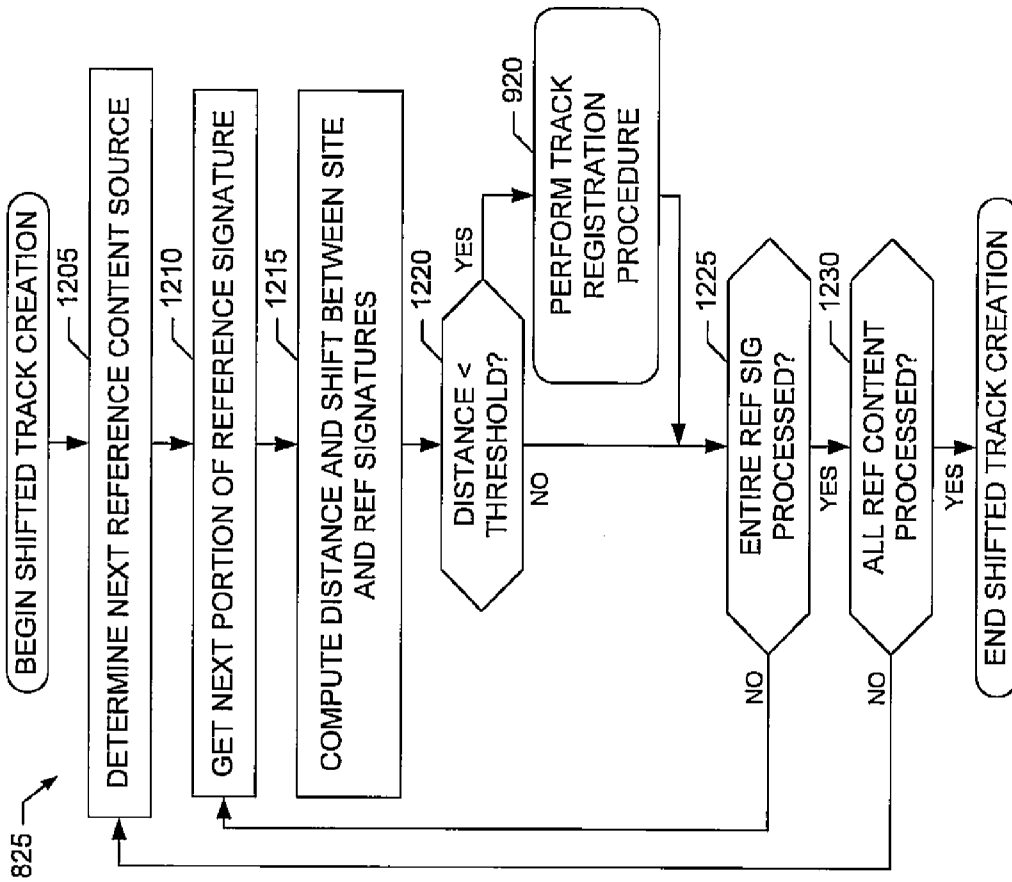 825
BEGIN SHIFTED TRACK CREATION
1205
DETERMINE NEXT REFERENCE CONTENT SOURCE
1210
GET NEXT PORTION OF REFERENCE SIGNATURE
1215
COMPUTE DISTANCE AND SHIFT BETWEEN SITE
AND REF SIGNATURES
1220
DISTANCE <
THRESHOLD?
YES
NO
920
PERFORM TRACK
REGISTRATION
PROCEDURE
1225
ENTIRE REF SIG
PROCESSED?
NO
YES
1230
ALL REF CONTENT
PROCESSED?
NO
YES
END SHIFTED TRACK CREATION